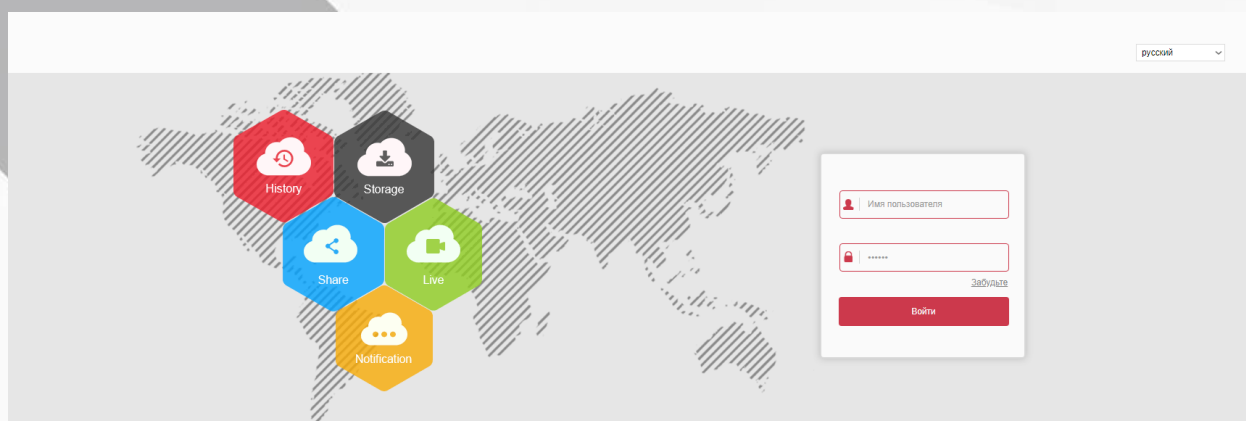 русский
History
Storage
Share
Live
Notification
Имя пользователя
••••••
Забудьте
Войти